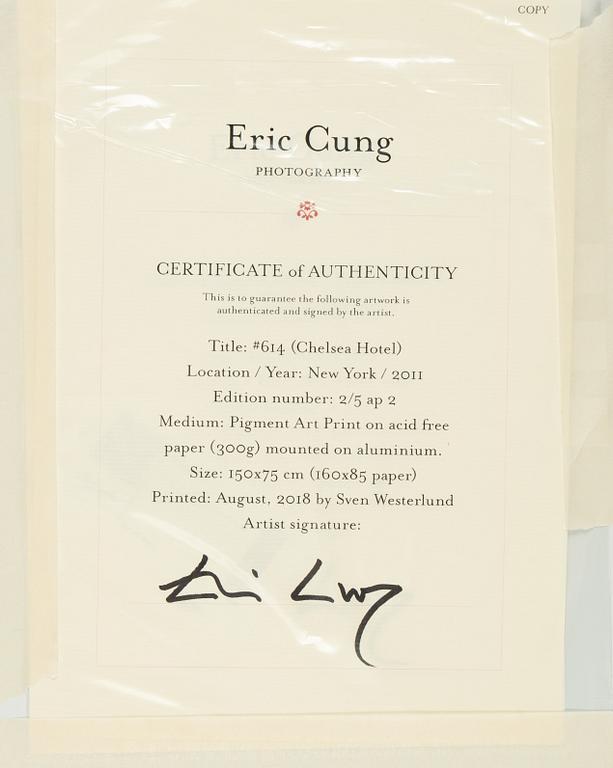 COPY
Eric Cung
PHOTOGRAPHY
CERTIFICATE of AUTHENTICITY
This is to guarantee the following artwork is
authenticated and signed by the artist.
Title: #614 (Chelsea Hotel)
Location / Year: New York / 2011
Edition number: 2/5 ap 2
Medium: Pigment Art Print on acid free
paper (300g) mounted on aluminium.
Size: 150x75 cm (160x85 paper)
Printed: August, 2018 by Sven Westerlund
Artist signature:
Eric Cung